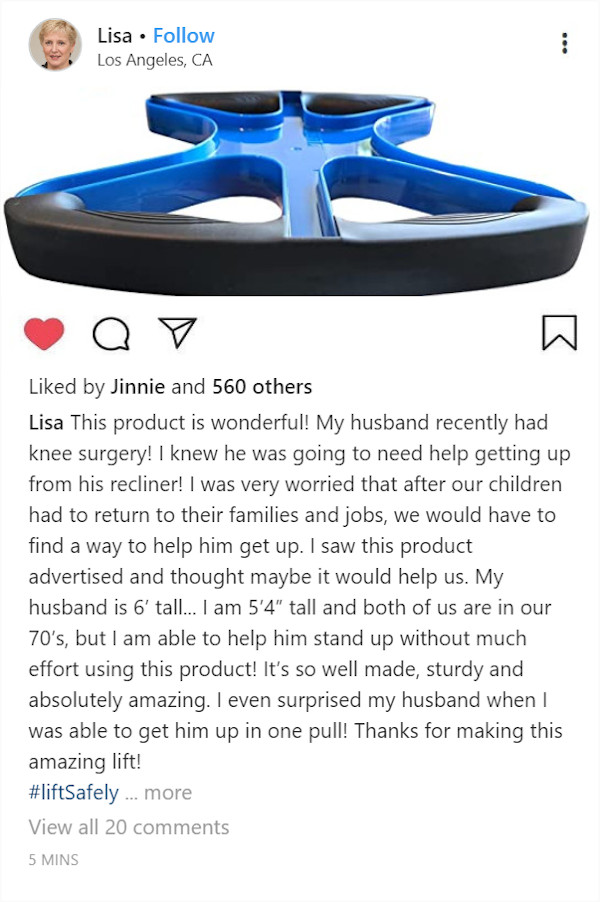 Lisa • Follow
Los Angeles, CA
Liked by Jinnie and 560 others
Lisa This product is wonderful! My husband recently had
knee surgery! I knew he was going to need help getting up
from his recliner! I was very worried that after our children
had to return to their families and jobs, we would have to
find a way to help him get up. I saw this product
advertised and thought maybe it would help us. My
husband is 6′ tall... I am 5′4″ tall and both of us are in our
70’s, but I am able to help him stand up without much
effort using this product! It’s so well made, sturdy and
absolutely amazing. I even surprised my husband when I
was able to get him up in one pull! Thanks for making this
amazing lift!
#liftSafely ... more
View all 20 comments
5 MINS